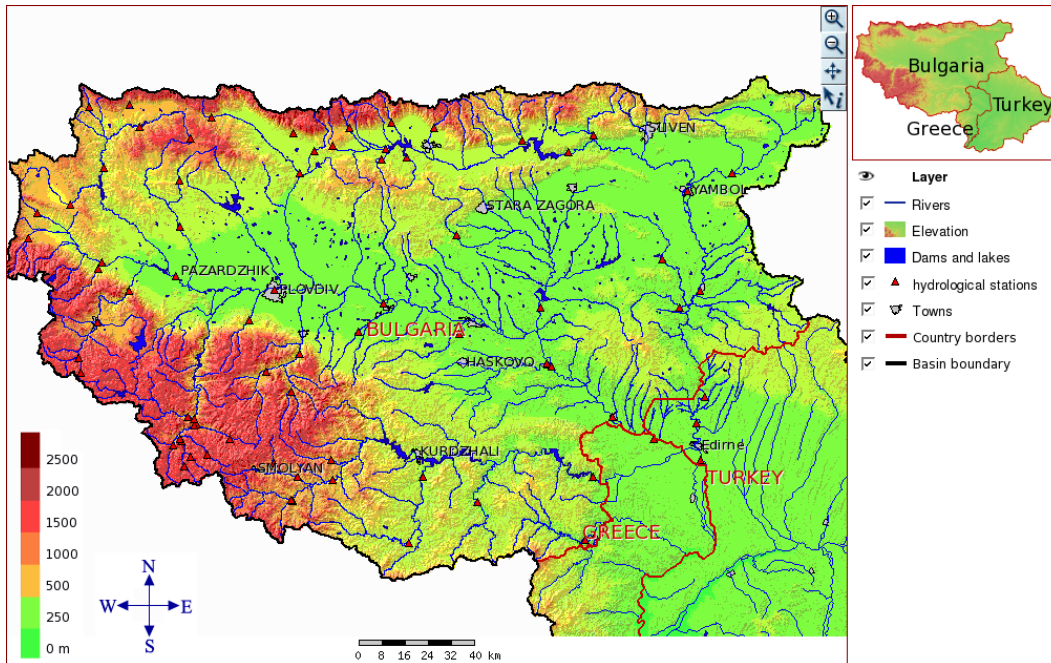 SLIVEN
YAMBOL
STARA ZAGORA
PAZARDZHIK
PLOVDIV
BULGARIA
HASKOVO
Edirne
KURDZHALI
SMOLYAN
TURKEY
GREECE
2500
2000
1500
1000
500
250
0 m
N
W E
S
0 8 16 24 32 40 km
Bulgaria
Turkey
Greece
Layer
Rivers
Elevation
Dams and lakes
hydrological stations
Towns
Country borders
Basin boundary